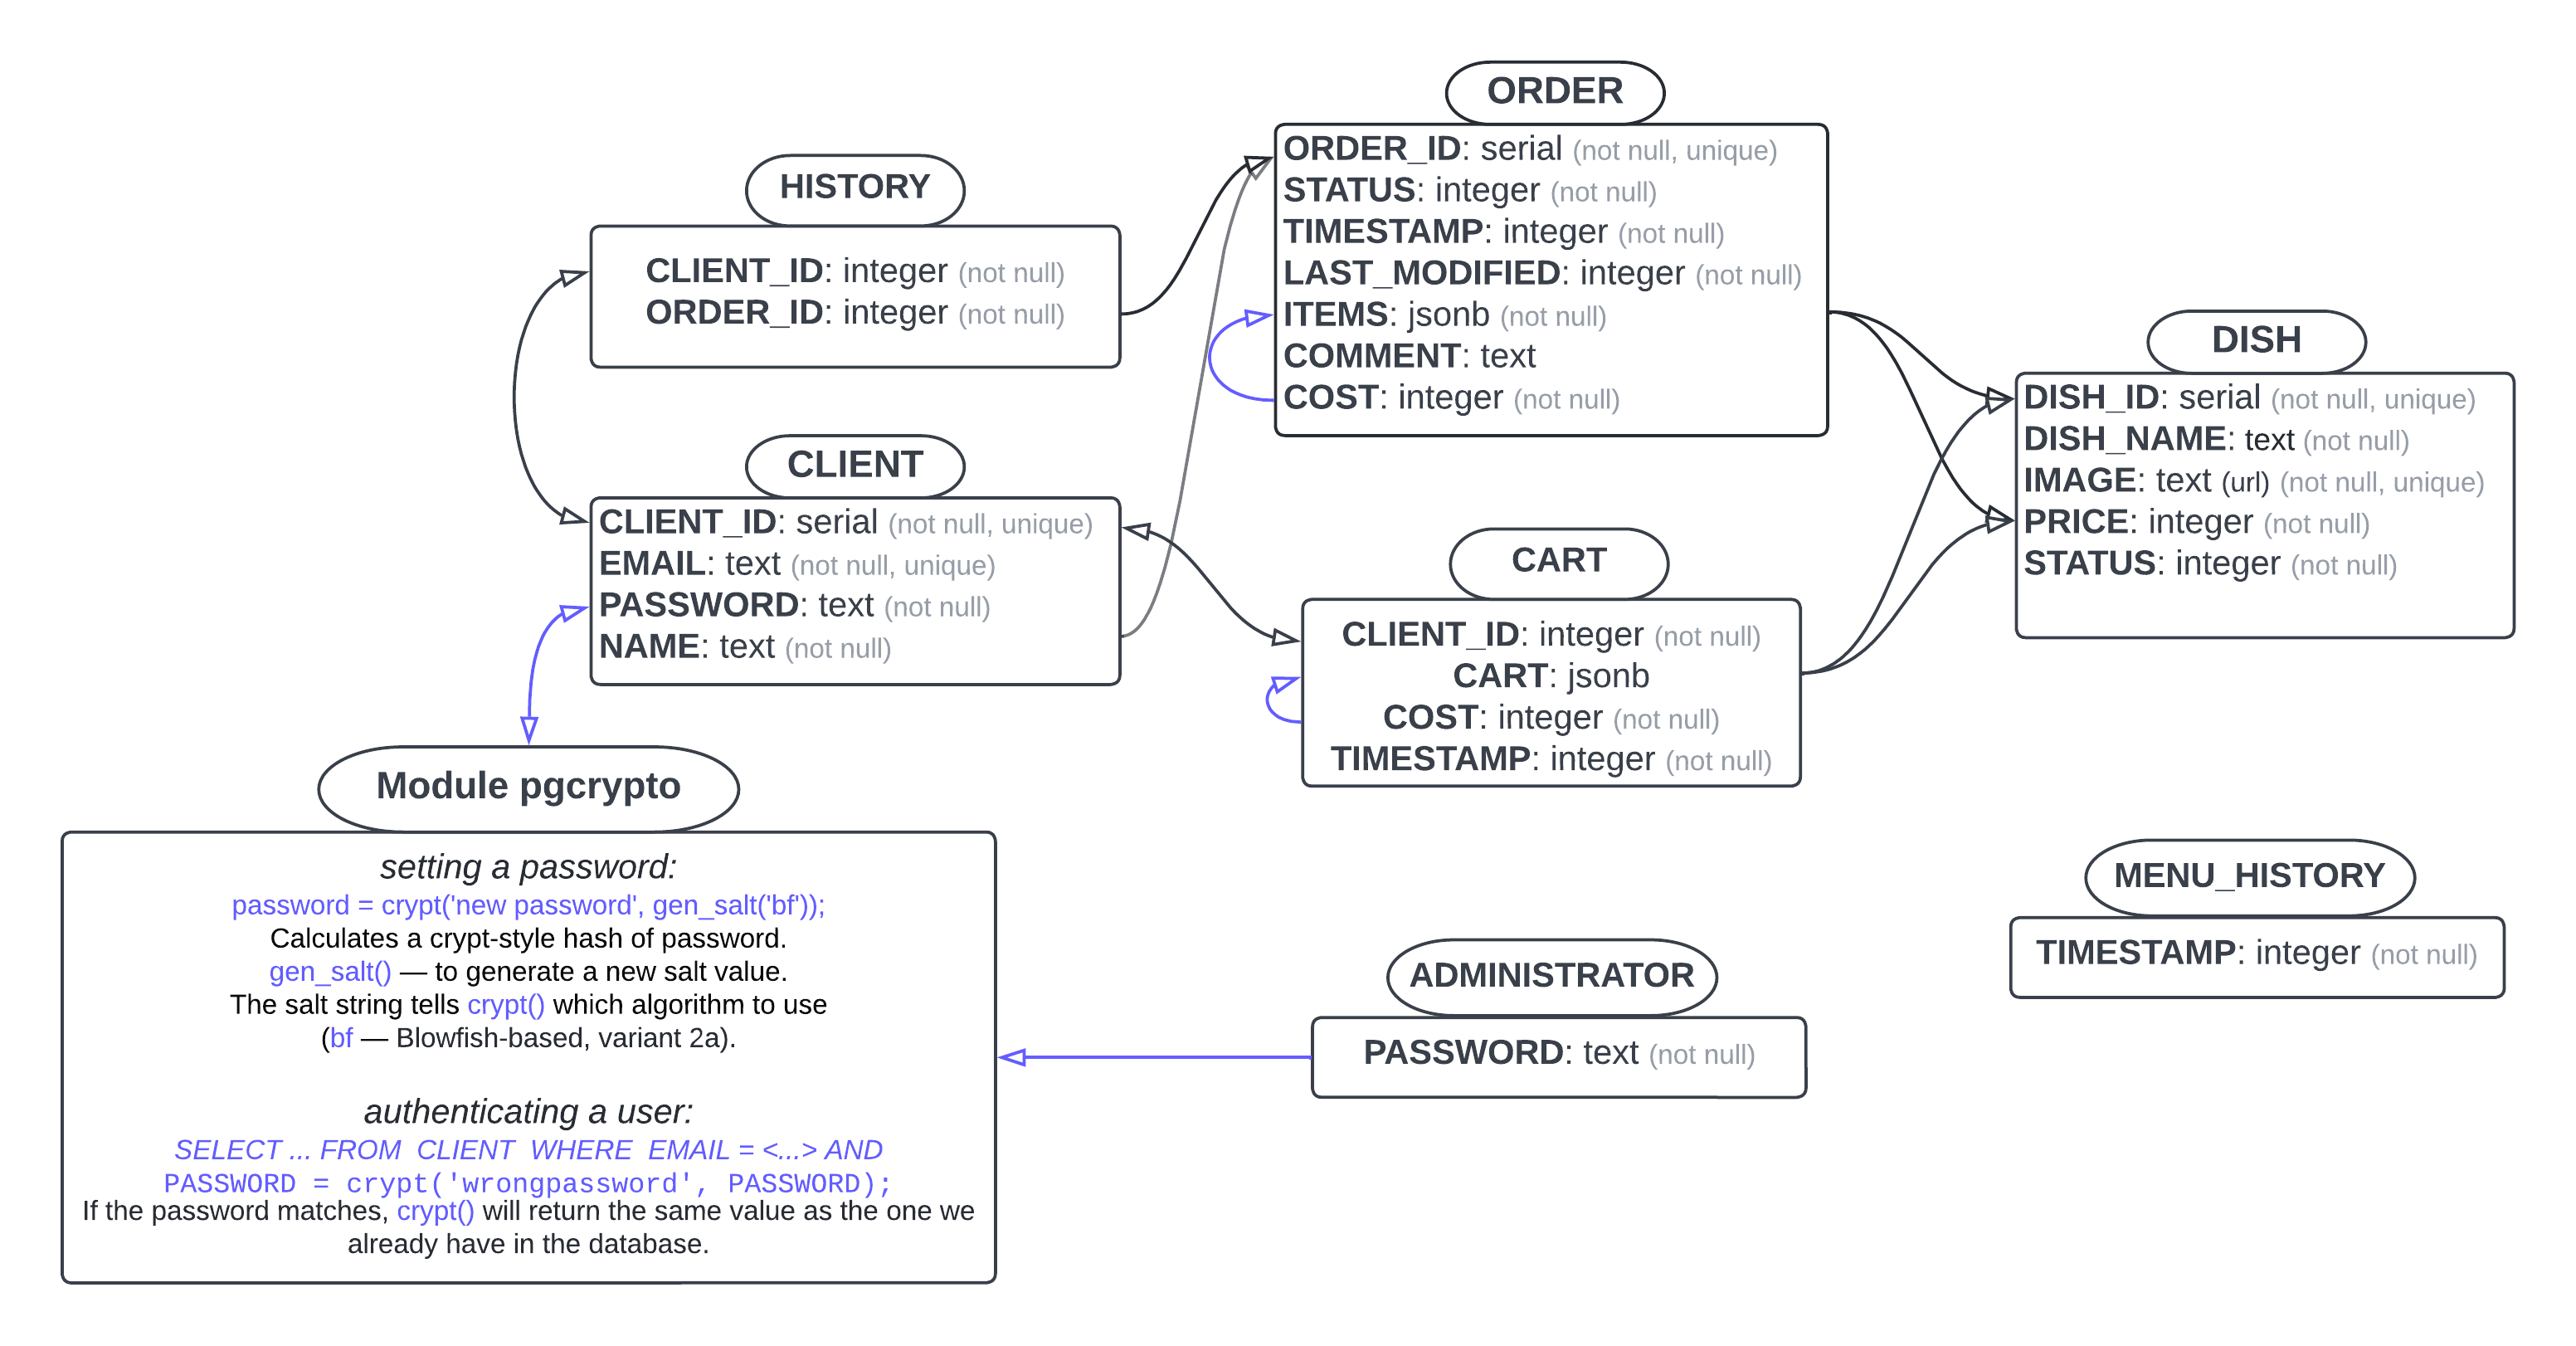 ORDER
ORDER_ID: serial (not null, unique)
STATUS: integer (not null)
TIMESTAMP: integer (not null)
LAST_MODIFIED: integer (not null)
ITEMS: jsonb (not null)
COMMENT: text
COST: integer (not null)
HISTORY
CLIENT_ID: integer (not null)
ORDER_ID: integer (not null)
DISH
DISH_ID: serial (not null, unique)
DISH_NAME: text (not null)
IMAGE: text (url) (not null, unique)
PRICE: integer (not null)
STATUS: integer (not null)
CLIENT
CLIENT_ID: serial (not null, unique)
EMAIL: text (not null, unique)
PASSWORD: text (not null)
NAME: text (not null)
CART
CLIENT_ID: integer (not null)
CART: jsonb
COST: integer (not null)
TIMESTAMP: integer (not null)
Module pgcrypto
setting a password:
password = crypt('new password', gen_salt('bf'));
Calculates a crypt-style hash of password.
gen_salt() — to generate a new salt value.
The salt string tells crypt() which algorithm to use
(bf — Blowfish-based, variant 2a).
authenticating a user:
SELECT ... FROM CLIENT WHERE EMAIL = <...> AND
PASSWORD = crypt('wrongpassword', PASSWORD);
If the password matches, crypt() will return the same value as the one we
already have in the database.
MENU_HISTORY
TIMESTAMP: integer (not null)
ADMINISTRATOR
PASSWORD: text (not null)